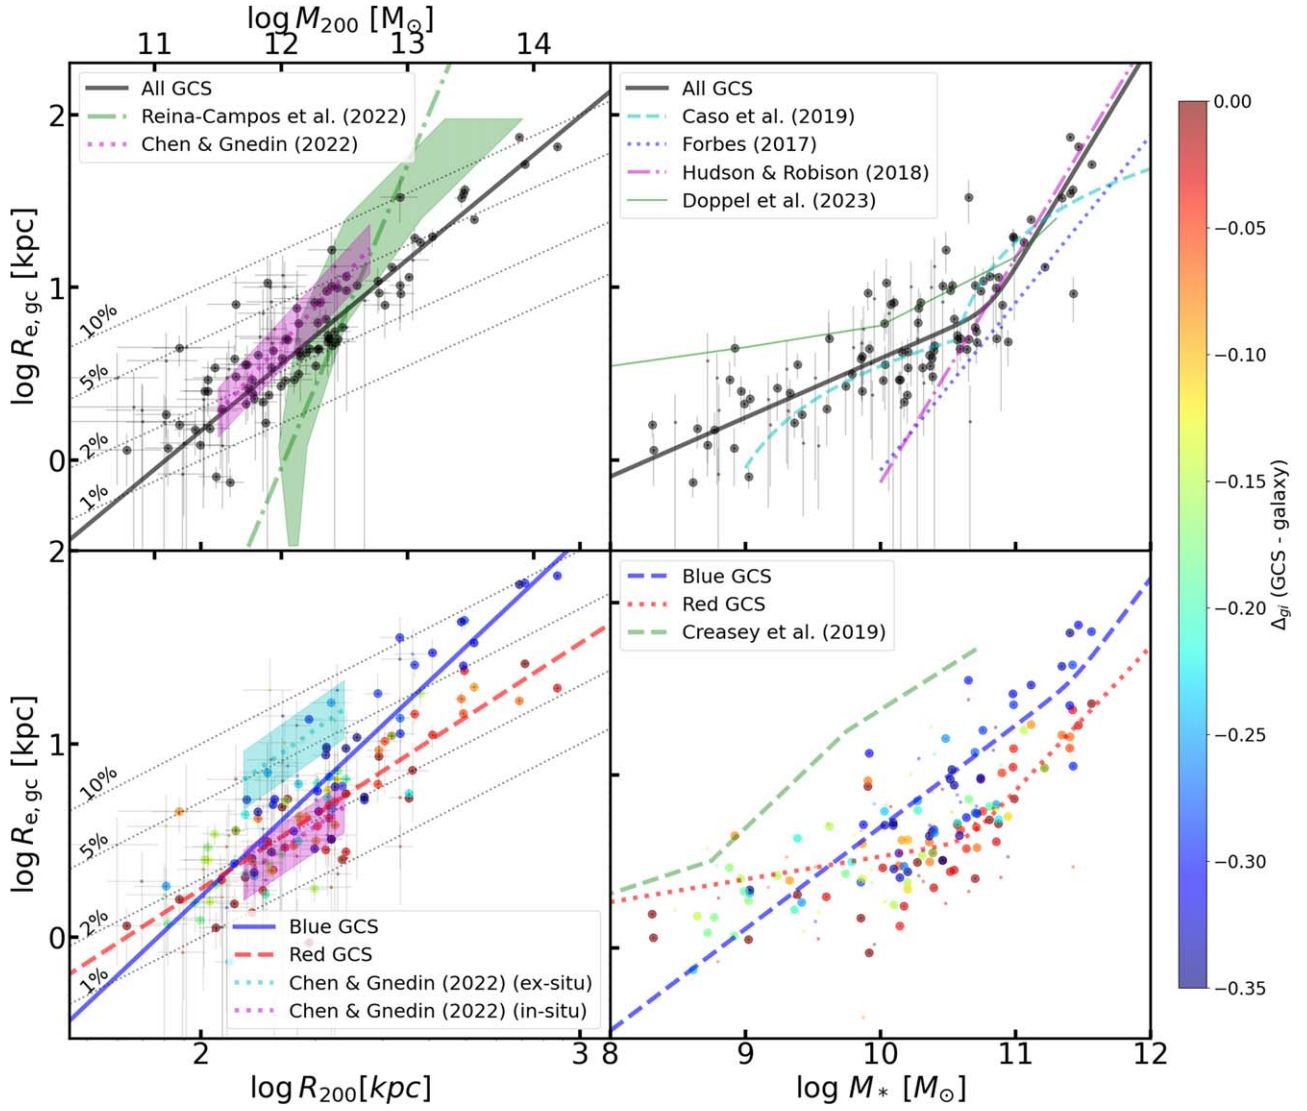 log M200 [M⊙]
11 12 13 14
All GCS
Reina-Campos et al. (2022)
Chen & Gnedin (2022)
2
1
0
log Re, gc [kpc]
10%
5%
2%
1%
All GCS
Caso et al. (2019)
Forbes (2017)
Hudson & Robison (2018)
Doppel et al. (2023)
2
1
0
log Re, gc [kpc]
10%
5%
2%
1%
Blue GCS
Red GCS
Chen & Gnedin (2022) (ex-situ)
Chen & Gnedin (2022) (in-situ)
Blue GCS
Red GCS
Creasey et al. (2019)
2 3
log R200[kpc]
8 9 10 11 12
log M* [M⊙]
0.00
−0.05
−0.10
−0.15
−0.20
−0.25
−0.30
−0.35
Δgi (GCS - galaxy)